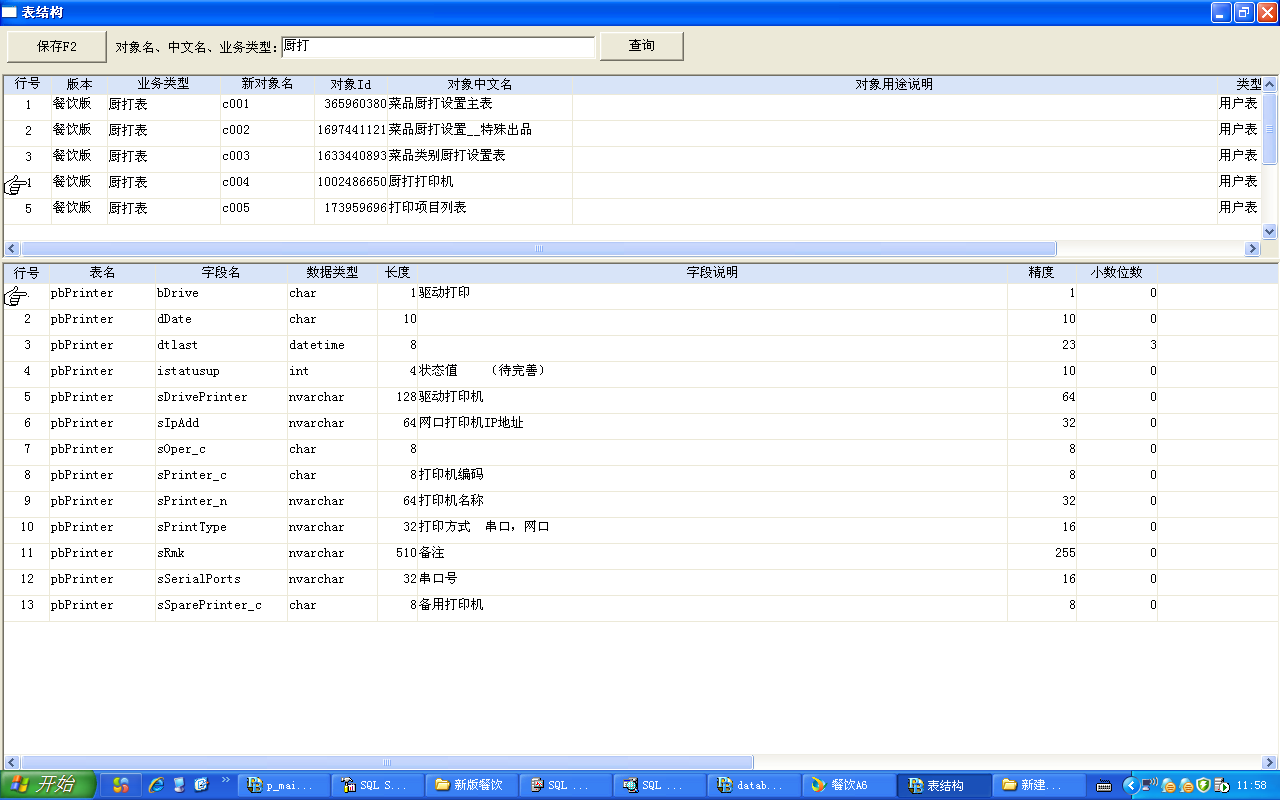 表结构
保存F2 对象名、中文名、业务类型: 厨打 查询
行号 版本 业务类型 新对象名 对象Id 对象中文名 对象用途说明 类型
1 餐饮版 厨打表 c001 365960380 菜品厨打设置主表 用户表
2 餐饮版 厨打表 c002 1697441121 菜品厨打设置__特殊出品 用户表
3 餐饮版 厨打表 c003 1633440893 菜品类别厨打设置表 用户表
餐饮版 厨打表 c004 1002486650 厨打打印机 用户表
5 餐饮版 厨打表 c005 173959696 打印项目列表 用户表
行号 表名 字段名 数据类型 长度 字段说明 精度 小数位数
pbPrinter bDrive char 1 驱动打印 1 0
2 pbPrinter dDate char 10 10 0
3 pbPrinter dtlast datetime 8 23 3
4 pbPrinter istatusup int 4 状态值 （待完善） 10 0
5 pbPrinter sDrivePrinter nvarchar 128 驱动打印机 64 0
6 pbPrinter sIpAdd nvarchar 64 网口打印机IP地址 32 0
7 pbPrinter sOper_c char 8 8 0
8 pbPrinter sPrinter_c char 8 打印机编码 8 0
9 pbPrinter sPrinter_n nvarchar 64 打印机名称 32 0
10 pbPrinter sPrintType nvarchar 32 打印方式 串口，网口 16 0
11 pbPrinter sRmk nvarchar 510 备注 255 0
12 pbPrinter sSerialPorts nvarchar 32 串口号 16 0
13 pbPrinter sSparePrinter_c char 8 备用打印机 8 0
开始 p_mai... SQL S... 新版餐饮 SQL ... SQL ... datab... 餐饮A6 表结构 新建... 11:58